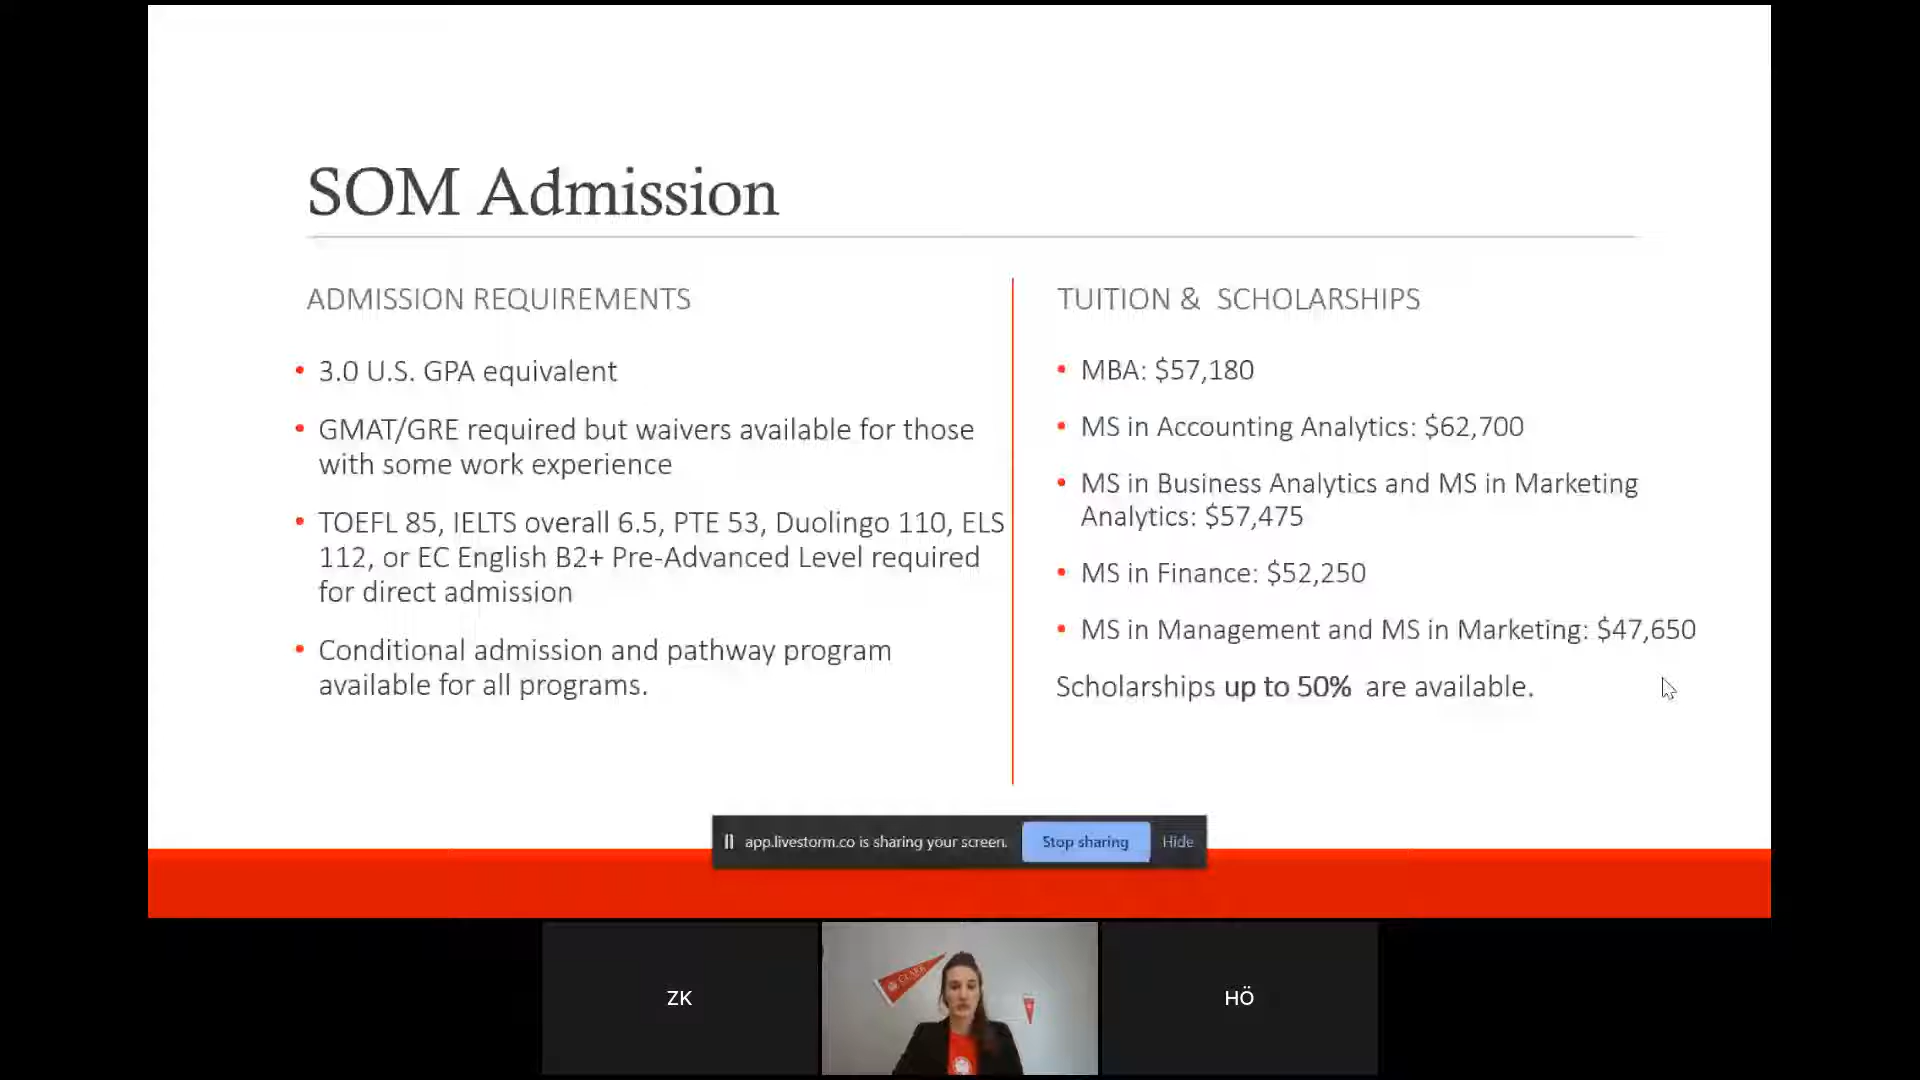 SOM Admission
ADMISSION REQUIREMENTS
• 3.0 U.S. GPA equivalent
• GMAT/GRE required but waivers available for those
with some work experience
• TOEFL 85, IELTS overall 6.5, PTE 53, Duolingo 110, ELS
112, or EC English B2+ Pre-Advanced Level required
for direct admission
• Conditional admission and pathway program
available for all programs.
TUITION & SCHOLARSHIPS
• MBA: $57,180
• MS in Accounting Analytics: $62,700
• MS in Business Analytics and MS in Marketing
Analytics: $57,475
• MS in Finance: $52,250
• MS in Management and MS in Marketing: $47,650
Scholarships up to 50% are available.
app.livestorm.co is sharing your screen.
Stop sharing
Hide
ZK
CLARK
HÖ